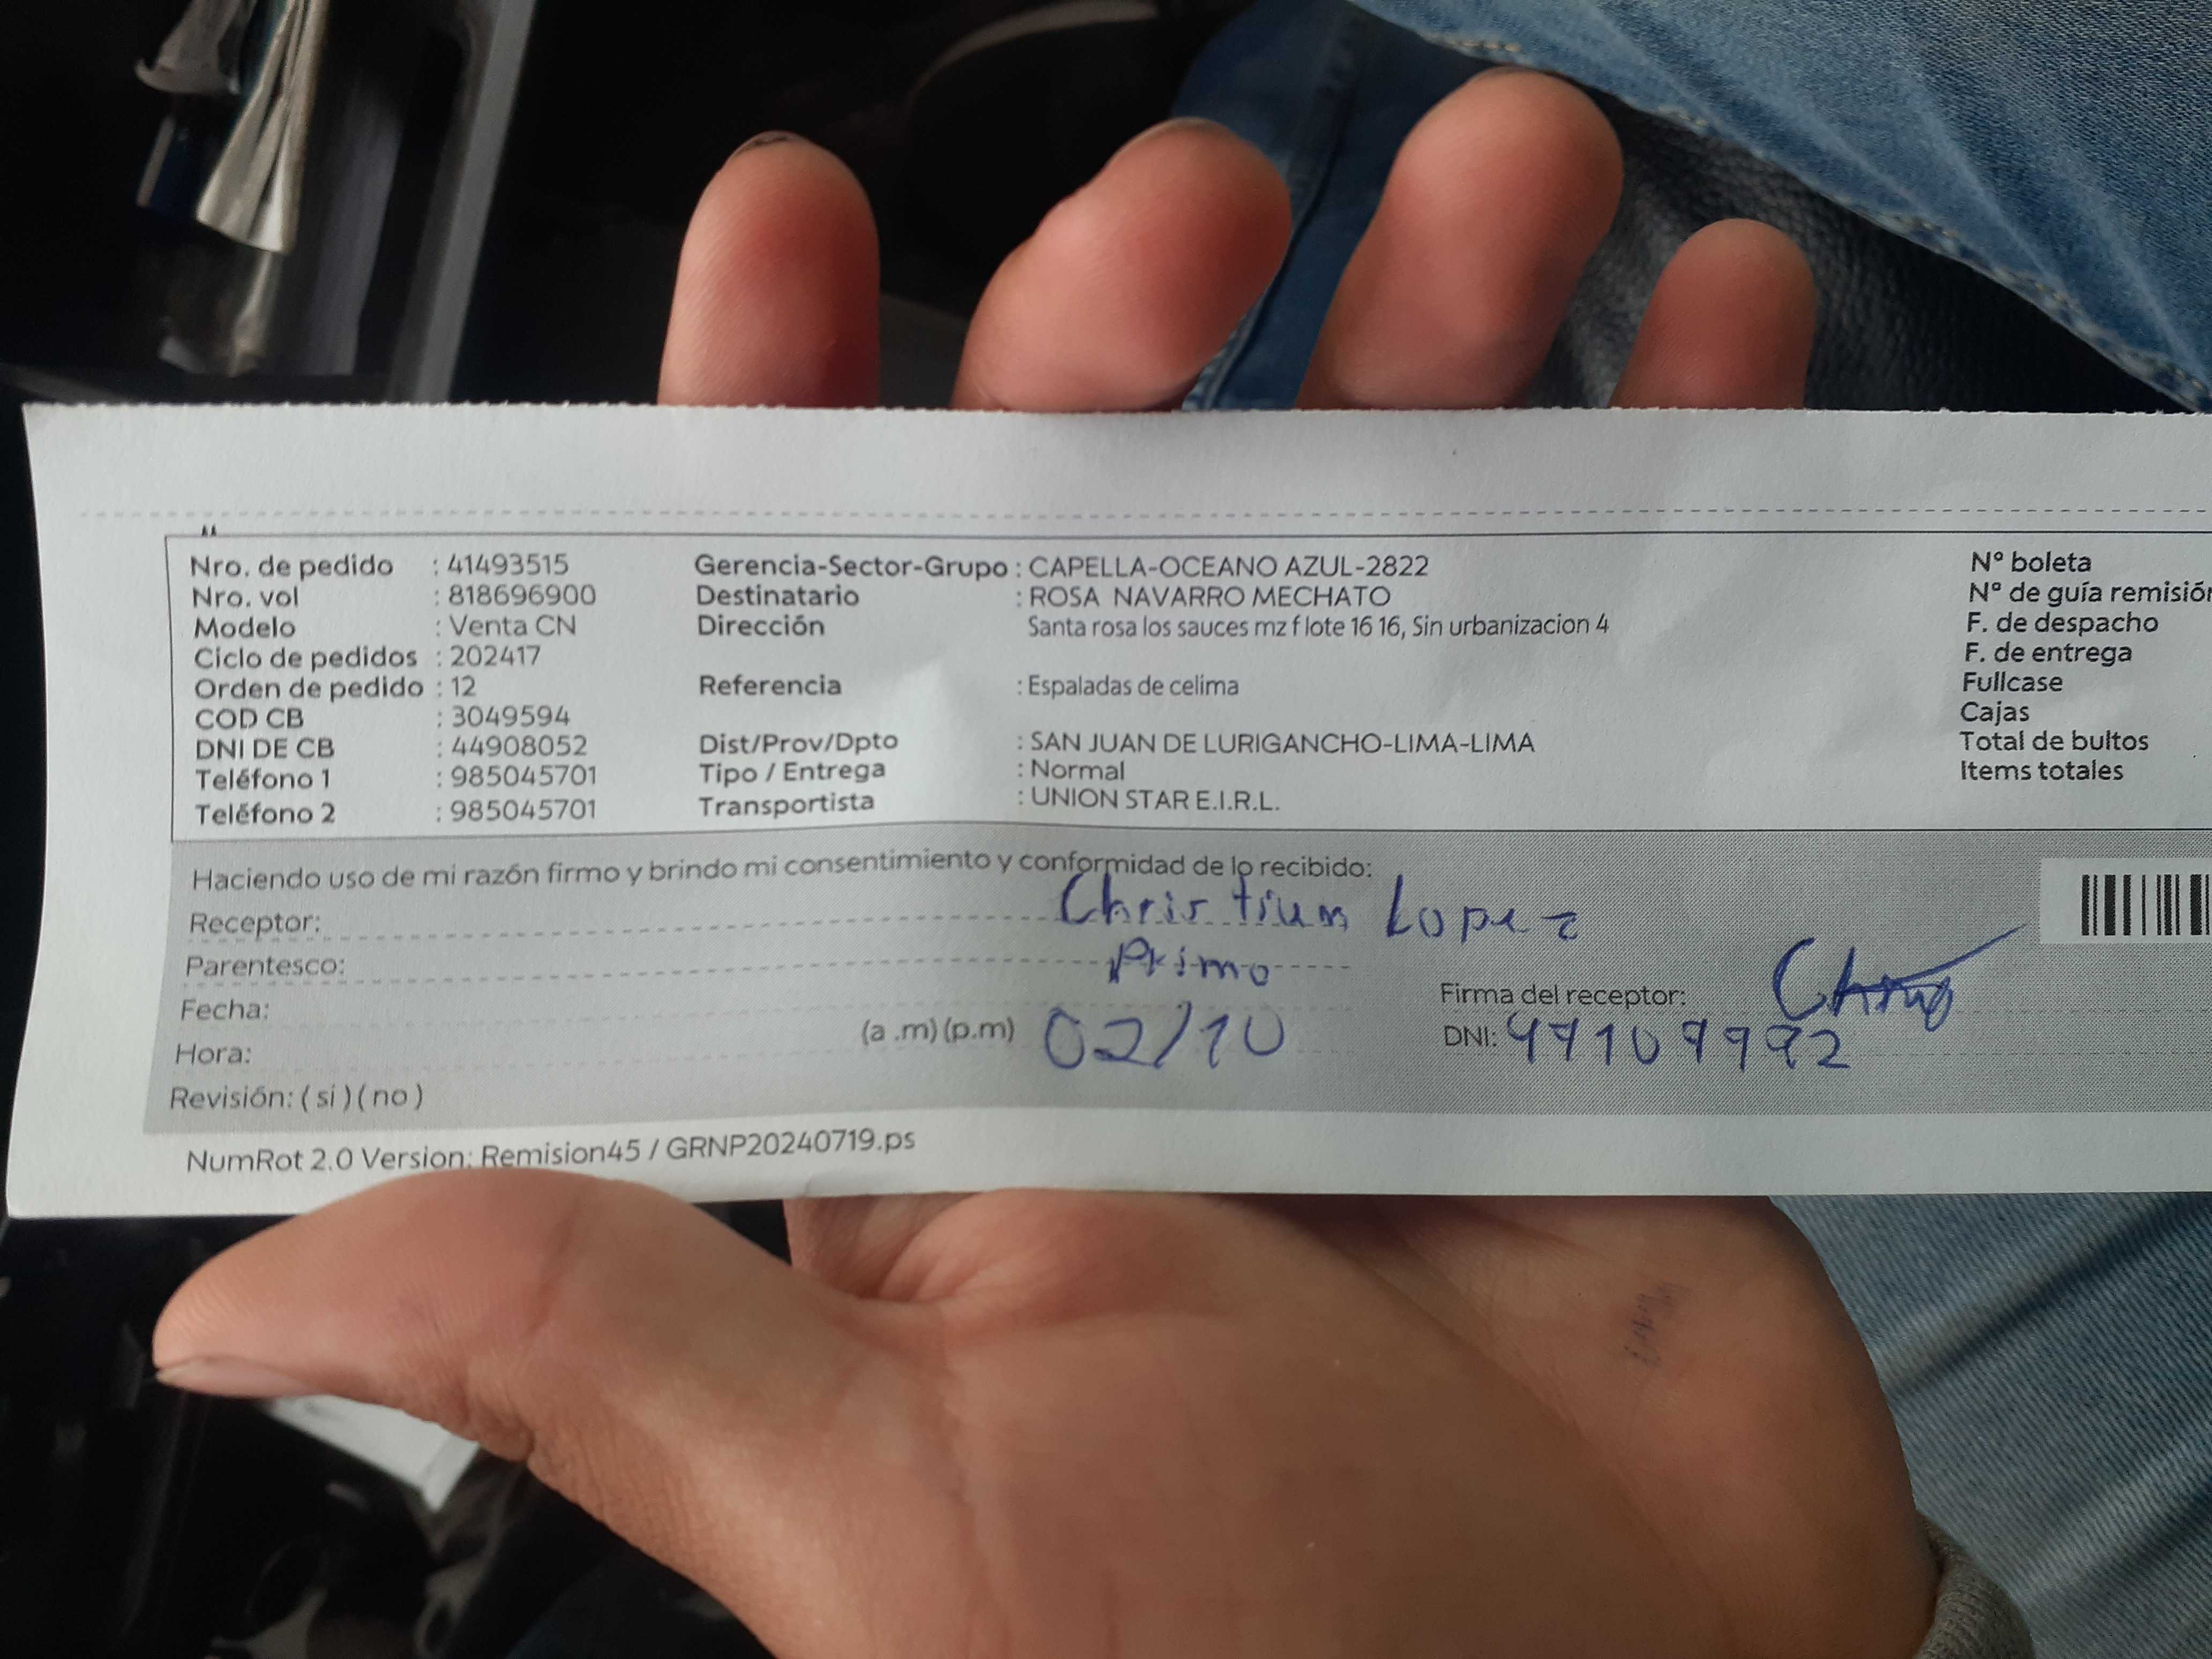 Nro. de pedido : 41493515 Gerencia-Sector-Grupo : CAPELLA-OCEANO AZUL-2822 N° boleta
Nro. vol : 818696900 Destinatario : ROSA NAVARRO MECHATO N° de guía remisión
Modelo : Venta CN Dirección Santa rosa los sauces mz f lote 16 16, Sin urbanizacion 4 F. de despacho
Ciclo de pedidos : 202417 F. de entrega
Orden de pedido : 12 Referencia : Espaladas de celima Fullcase
COD CB : 3049594 Cajas
DNI DE CB : 44908052 Dist/Prov/Dpto : SAN JUAN DE LURIGANCHO-LIMA-LIMA Total de bultos
Teléfono 1 : 985045701 Tipo / Entrega : Normal Items totales
Teléfono 2 : 985045701 Transportista : UNION STAR E.I.R.L.
Haciendo uso de mi razón firmo y brindo mi consentimiento y conformidad de lo recibido:
Receptor: Christian Lopez
Parentesco: Primo
Fecha: Firma del receptor:
Hora: (a .m) (p.m) 02/10 DNI:
Revisión: ( si ) ( no )
NumRot 2.0 Version: Remision45 / GRNP20240719.ps